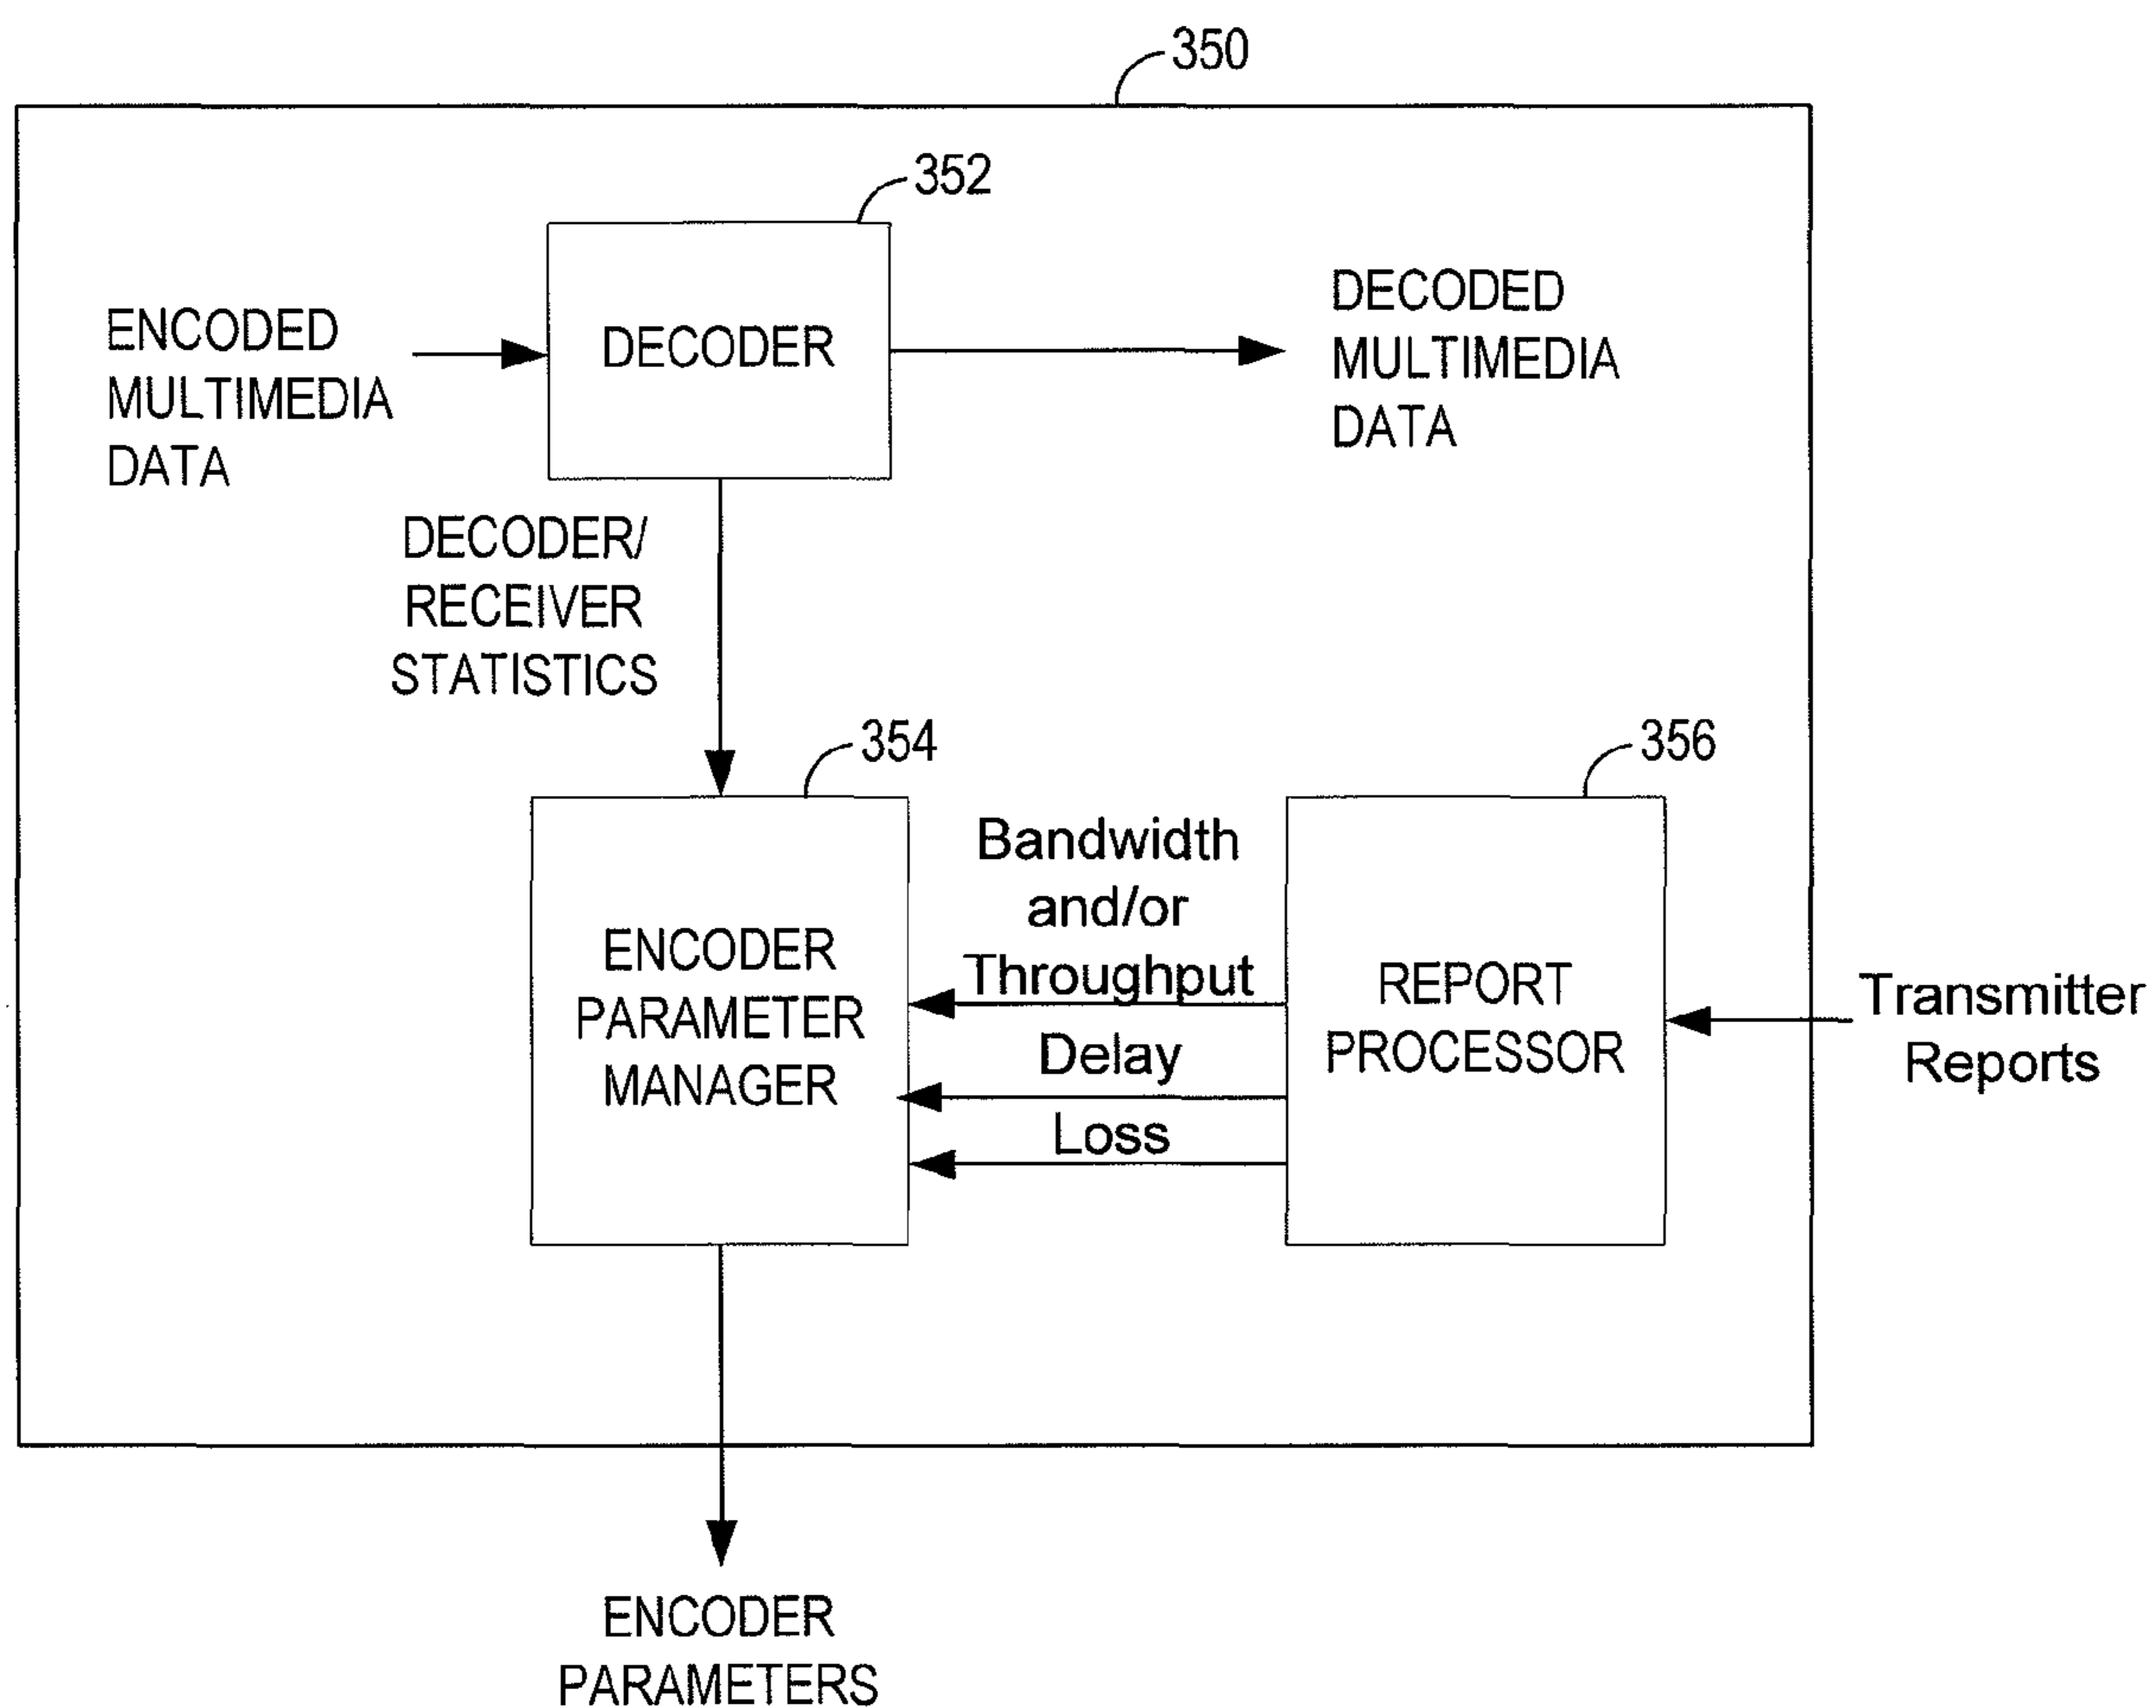 350
352
ENCODED
MULTIMEDIA
DATA
DECODER
DECODED
MULTIMEDIA
DATA
DECODER/
RECEIVER
STATISTICS
354
356
ENCODER
PARAMETER
MANAGER
Bandwidth
and/or
Throughput
Delay
Loss
REPORT
PROCESSOR
Transmitter
Reports
ENCODER
PARAMETERS